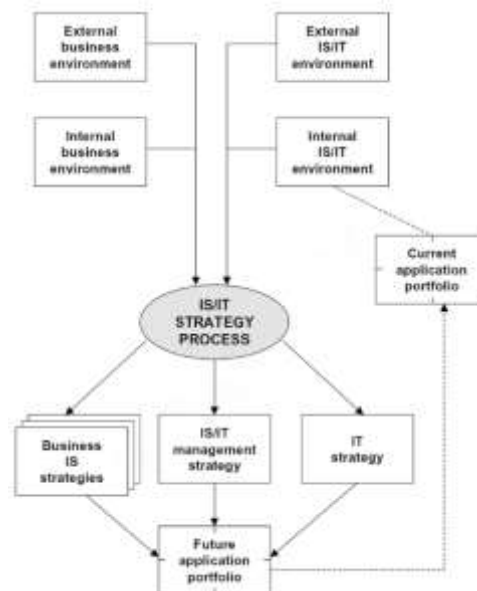 External
business
environment
External
IS/IT
environment
Internal
business
environment
Internal
IS/IT
environment
Current
application
portfolio
IS/IT
STRATEGY
PROCESS
Business
IS
strategies
IS/IT
management
strategy
IT
strategy
Future
application
portfolio